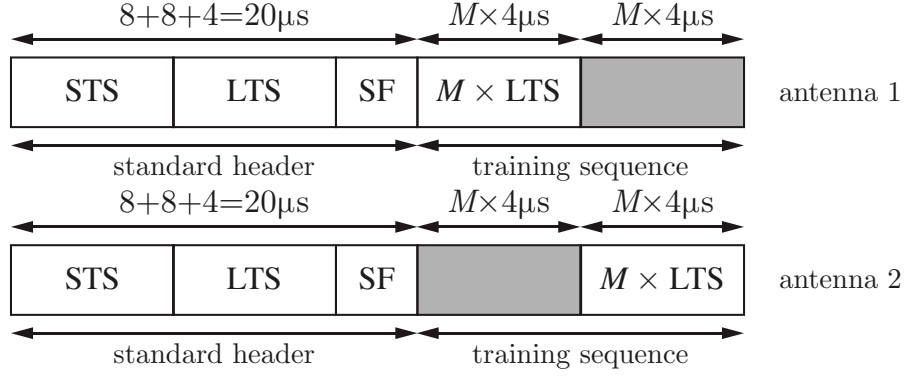 8+8+4=20μs M×4μs M×4μs
STS LTS SF M × LTS antenna 1
standard header training sequence
8+8+4=20μs M×4μs M×4μs
STS LTS SF M × LTS antenna 2
standard header training sequence